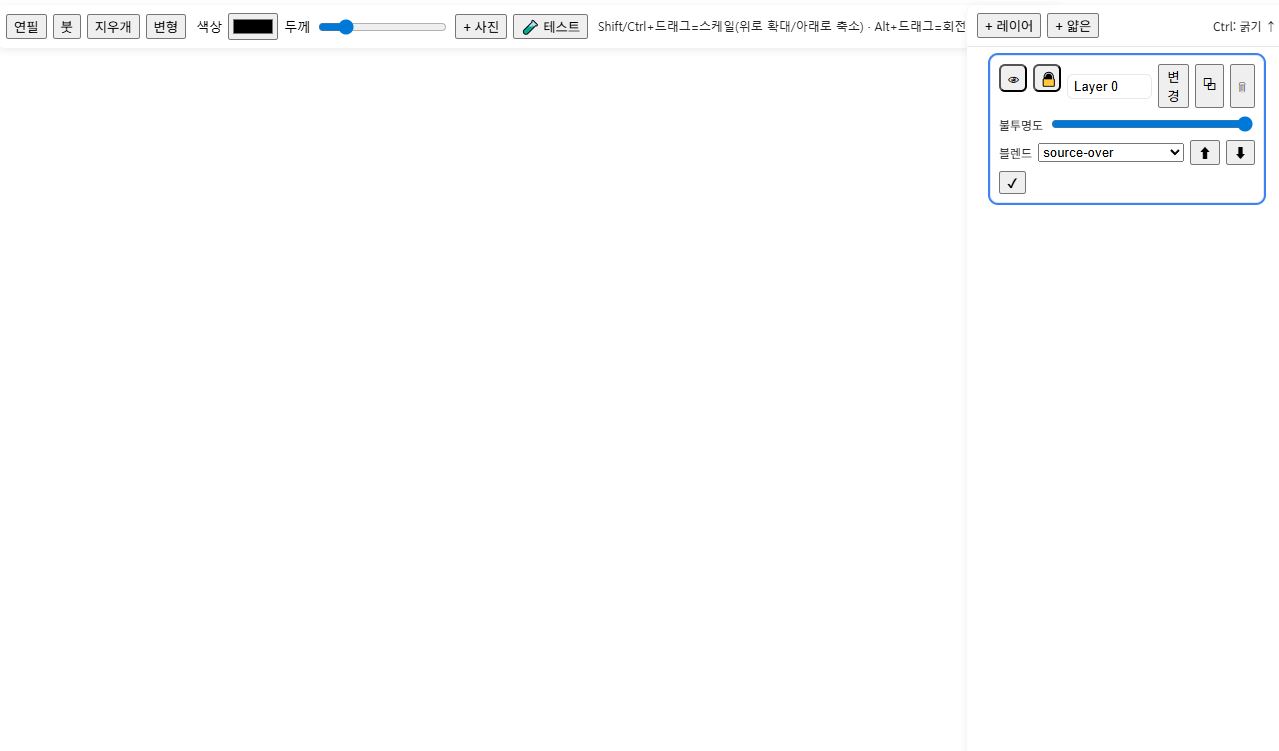 연필 붓 지우개 변형 색상 두께 + 사진 🧪 테스트 Shift/Ctrl+드래그=스케일(위로 확대/아래로 축소) · Alt+드래그=회전
+ 레이어 + 얇은 Ctrl: 굵기 ↑
Layer 0 변경
불투명도
블렌드 source-over ⬆ ⬇
✓